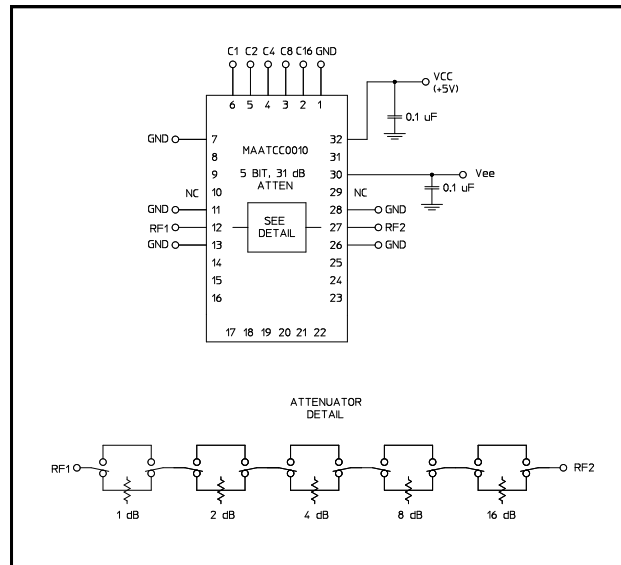 C1 C2 C4 C8 C16 GND
6 5 4 3 2 1
VCC
(+5V)
0.1 uF
GND 7 32
MAATCC0010
8 31
9 5 BIT, 31 dB 30 Vee
ATTEN
0.1 uF
NC 10 29 NC
GND 11 28 GND
RF1 12 SEE 27 RF2
DETAIL
GND 13 26 GND
14 25
15 24
16 23
17 18 19 20 21 22
ATTENUATOR
DETAIL
RF1 RF2
1 dB 2 dB 4 dB 8 dB 16 dB